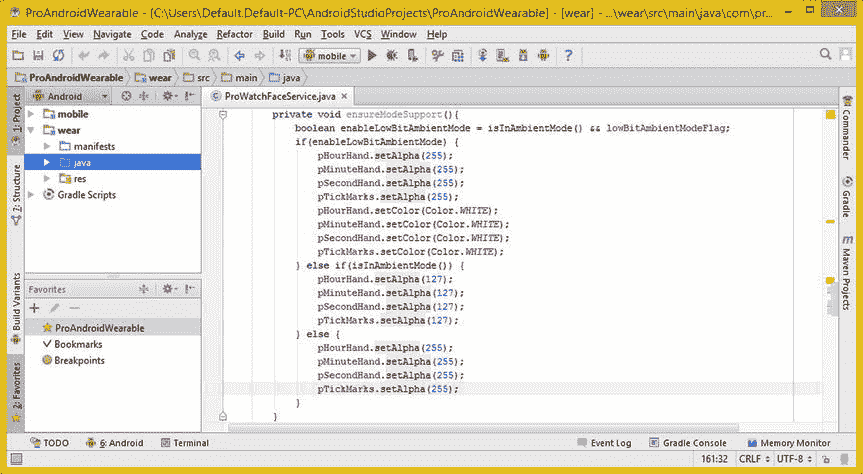 ProAndroidWearable - [C:\Users\Default.Default-PC\AndroidStudioProjects\ProAndroidWearable] - [wear] - ...\wear\src\main\java\com\pr...
File Edit View Navigate Code Analyze Refactor Build Run Tools VCS Window Help
mobile
ProAndroidWearable wear src main java
1: Project
Android
ProWatchFaceService.java
mobile
wear
manifests
java
res
Gradle Scripts
7: Structure
Build Variants
2: Favorites
Favorites
ProAndroidWearable
Bookmarks
Breakpoints
private void ensureModeSupport(){
boolean enableLowBitAmbientMode = isInAmbientMode() && lowBitAmbientModeFlag;
if(enableLowBitAmbientMode) {
pHourHand.setAlpha(255);
pMinuteHand.setAlpha(255);
pSecondHand.setAlpha(255);
pTickMarks.setAlpha(255);
pHourHand.setColor(Color.WHITE);
pMinuteHand.setColor(Color.WHITE);
pSecondHand.setColor(Color.WHITE);
pTickMarks.setColor(Color.WHITE);
} else if(isInAmbientMode()) {
pHourHand.setAlpha(127);
pMinuteHand.setAlpha(127);
pSecondHand.setAlpha(127);
pTickMarks.setAlpha(127);
} else {
pHourHand.setAlpha(255);
pMinuteHand.setAlpha(255);
pSecondHand.setAlpha(255);
pTickMarks.setAlpha(255);
}
}
Commander
Gradle
m Maven Projects
TODO 6: Android Terminal Event Log Gradle Console Memory Monitor
161:32 CRLF UTF-8